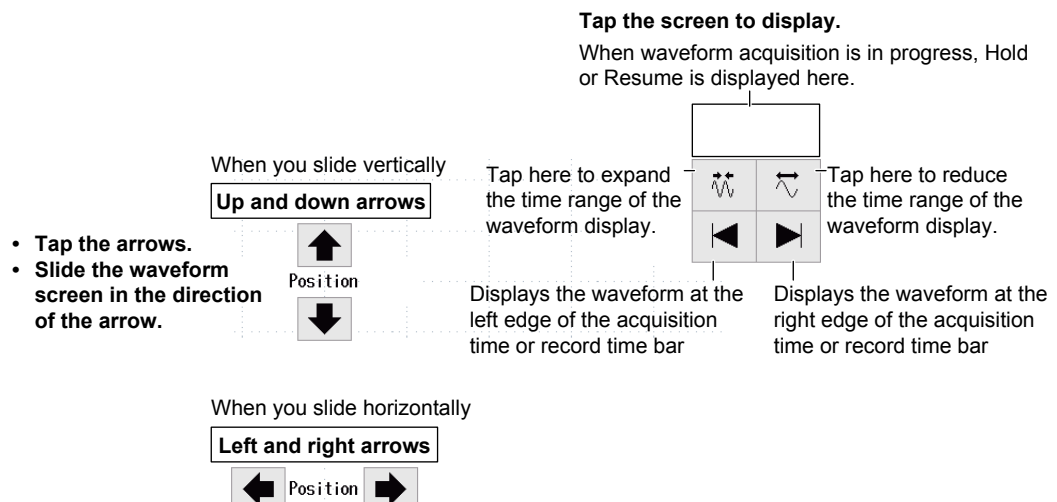 Tap the screen to display.
When waveform acquisition is in progress, Hold
or Resume is displayed here.
When you slide vertically
Up and down arrows
• Tap the arrows.
• Slide the waveform
screen in the direction
of the arrow.
Position
Tap here to expand
the time range of the
waveform display.
Tap here to reduce
the time range of the
waveform display.
Displays the waveform at the
left edge of the acquisition
time or record time bar
Displays the waveform at the
right edge of the acquisition
time or record time bar
When you slide horizontally
Left and right arrows
Position